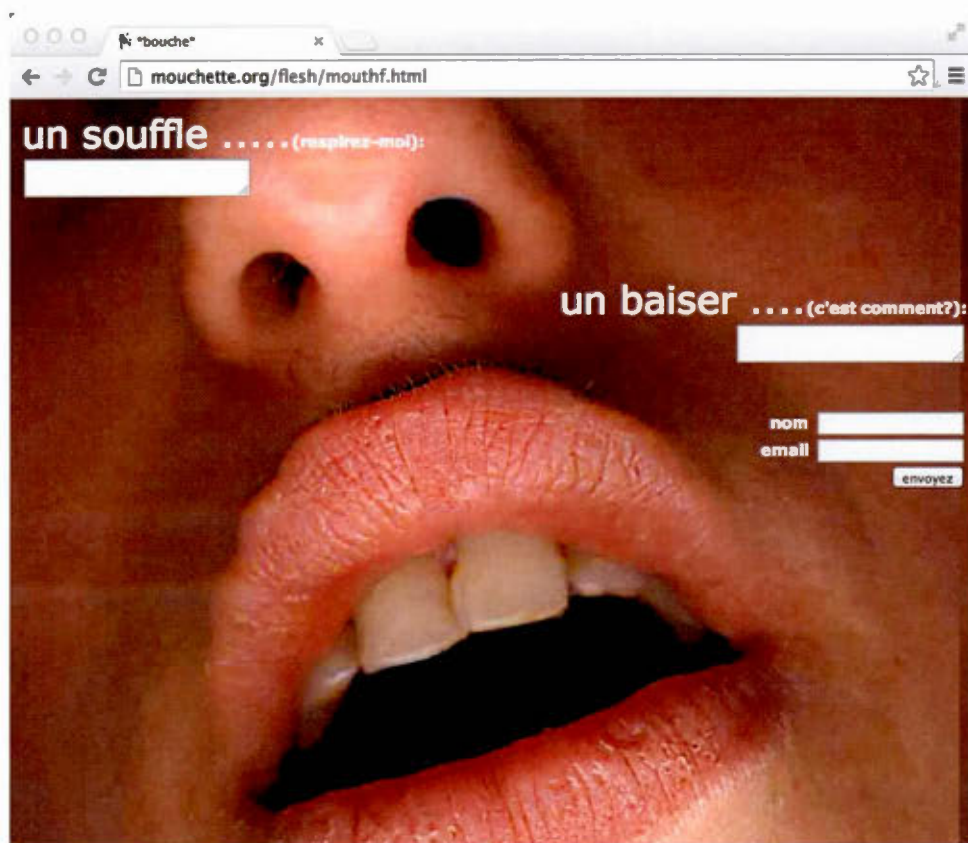 *bouche*
mouchette.org/flesh/mouthf.html
un souffle .....(respirez-moi):
un baiser ....(c'est comment?):
nom
email
envoyez